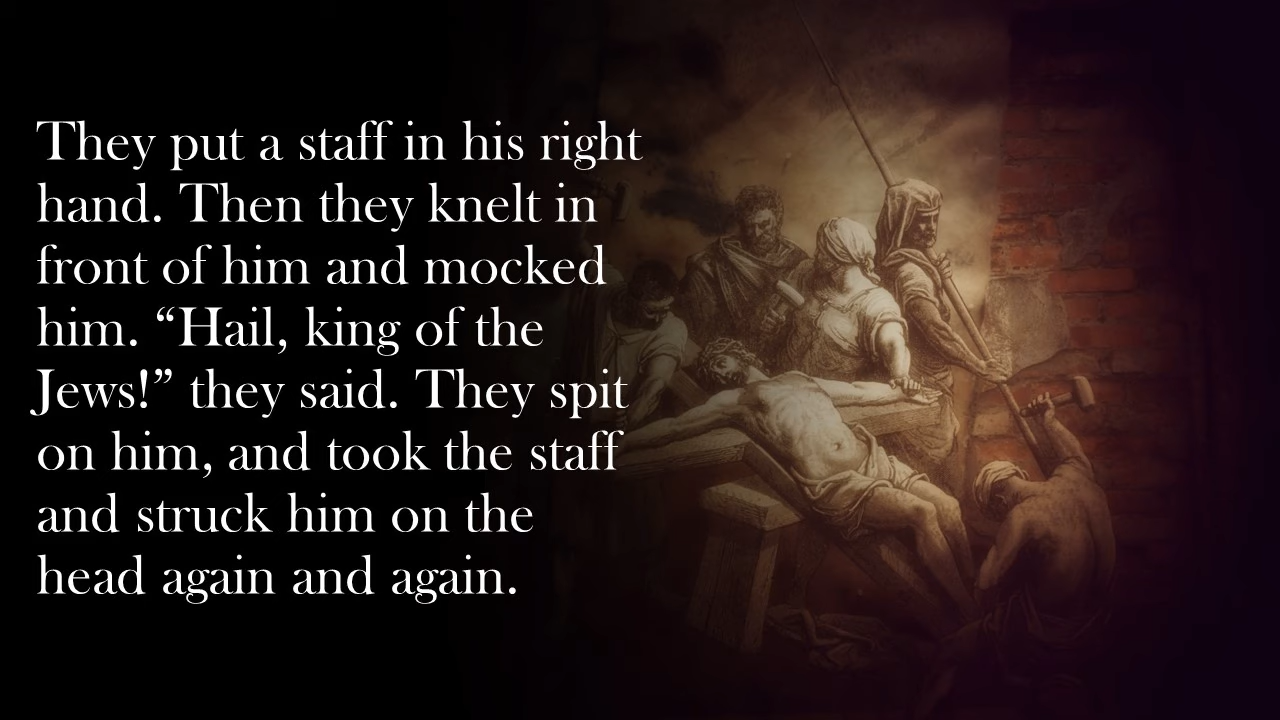 They put a staff in his right
hand. Then they knelt in
front of him and mocked
him. “Hail, king of the
Jews!” they said. They spit
on him, and took the staff
and struck him on the
head again and again.